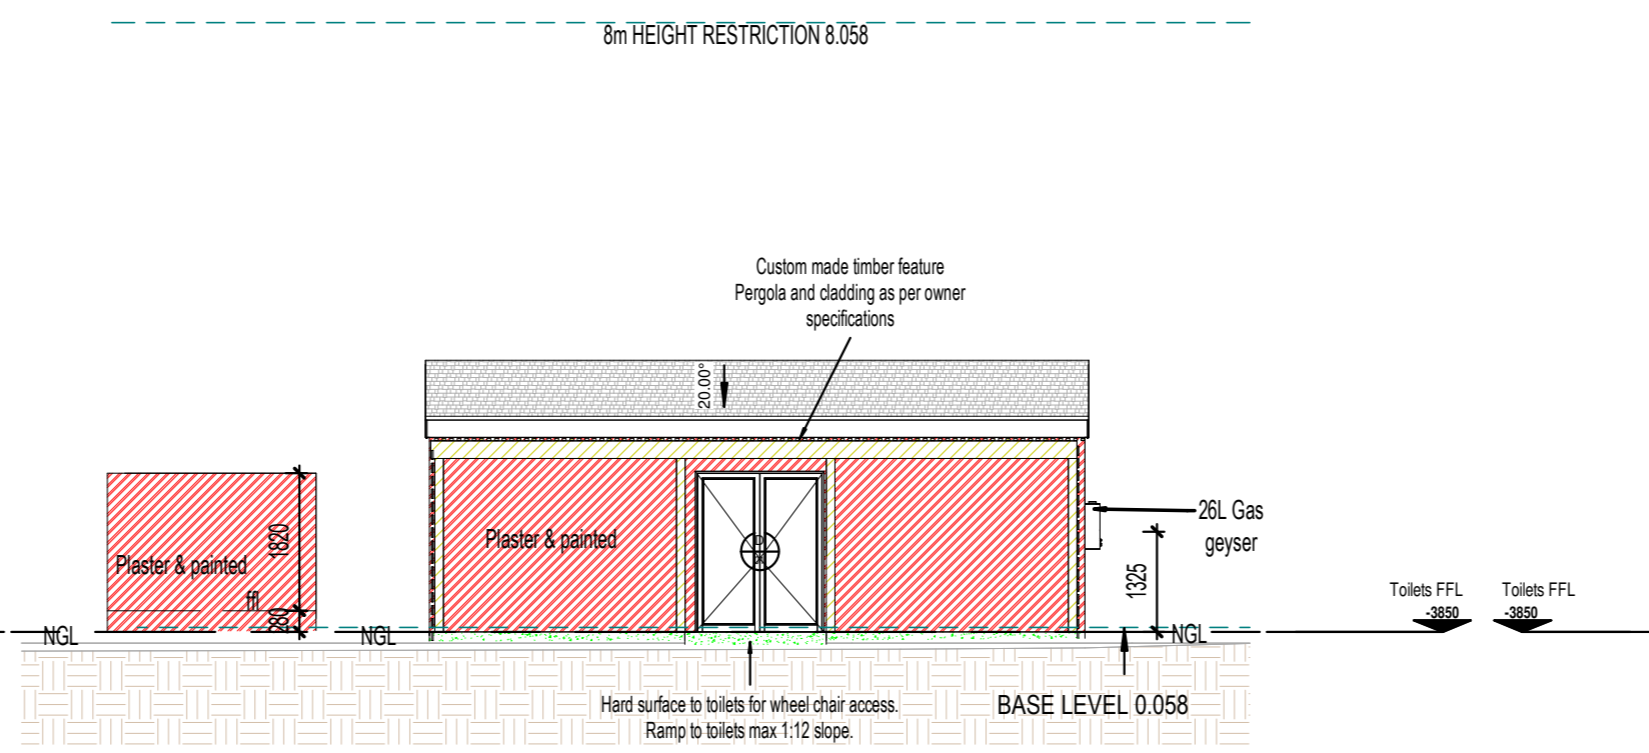 8m HEIGHT RESTRICTION 8.058
Custom made timber feature
Pergola and cladding as per owner
specifications
20.00°
1820
Plaster & painted
ffl
280
Plaster & painted
26L Gas
geyser
1325
Toilets FFL
-3850
Toilets FFL
-3850
NGL
NGL
NGL
Hard surface to toilets for wheel chair access.
Ramp to toilets max 1:12 slope.
BASE LEVEL 0.058